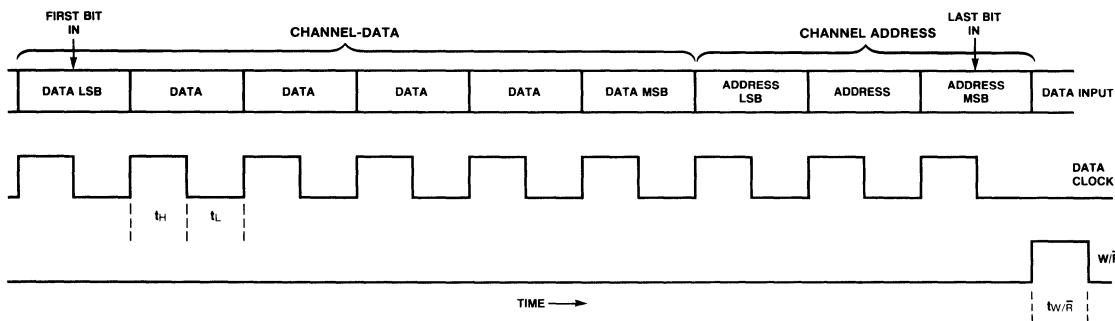 FIRST BIT
IN
CHANNEL-DATA
CHANNEL ADDRESS
LAST BIT
IN
DATA LSB
DATA
DATA
DATA
DATA
DATA MSB
ADDRESS
LSB
ADDRESS
ADDRESS
MSB
DATA INPUT
DATA
CLOCK
tH
tL
TIME
tW/R̅